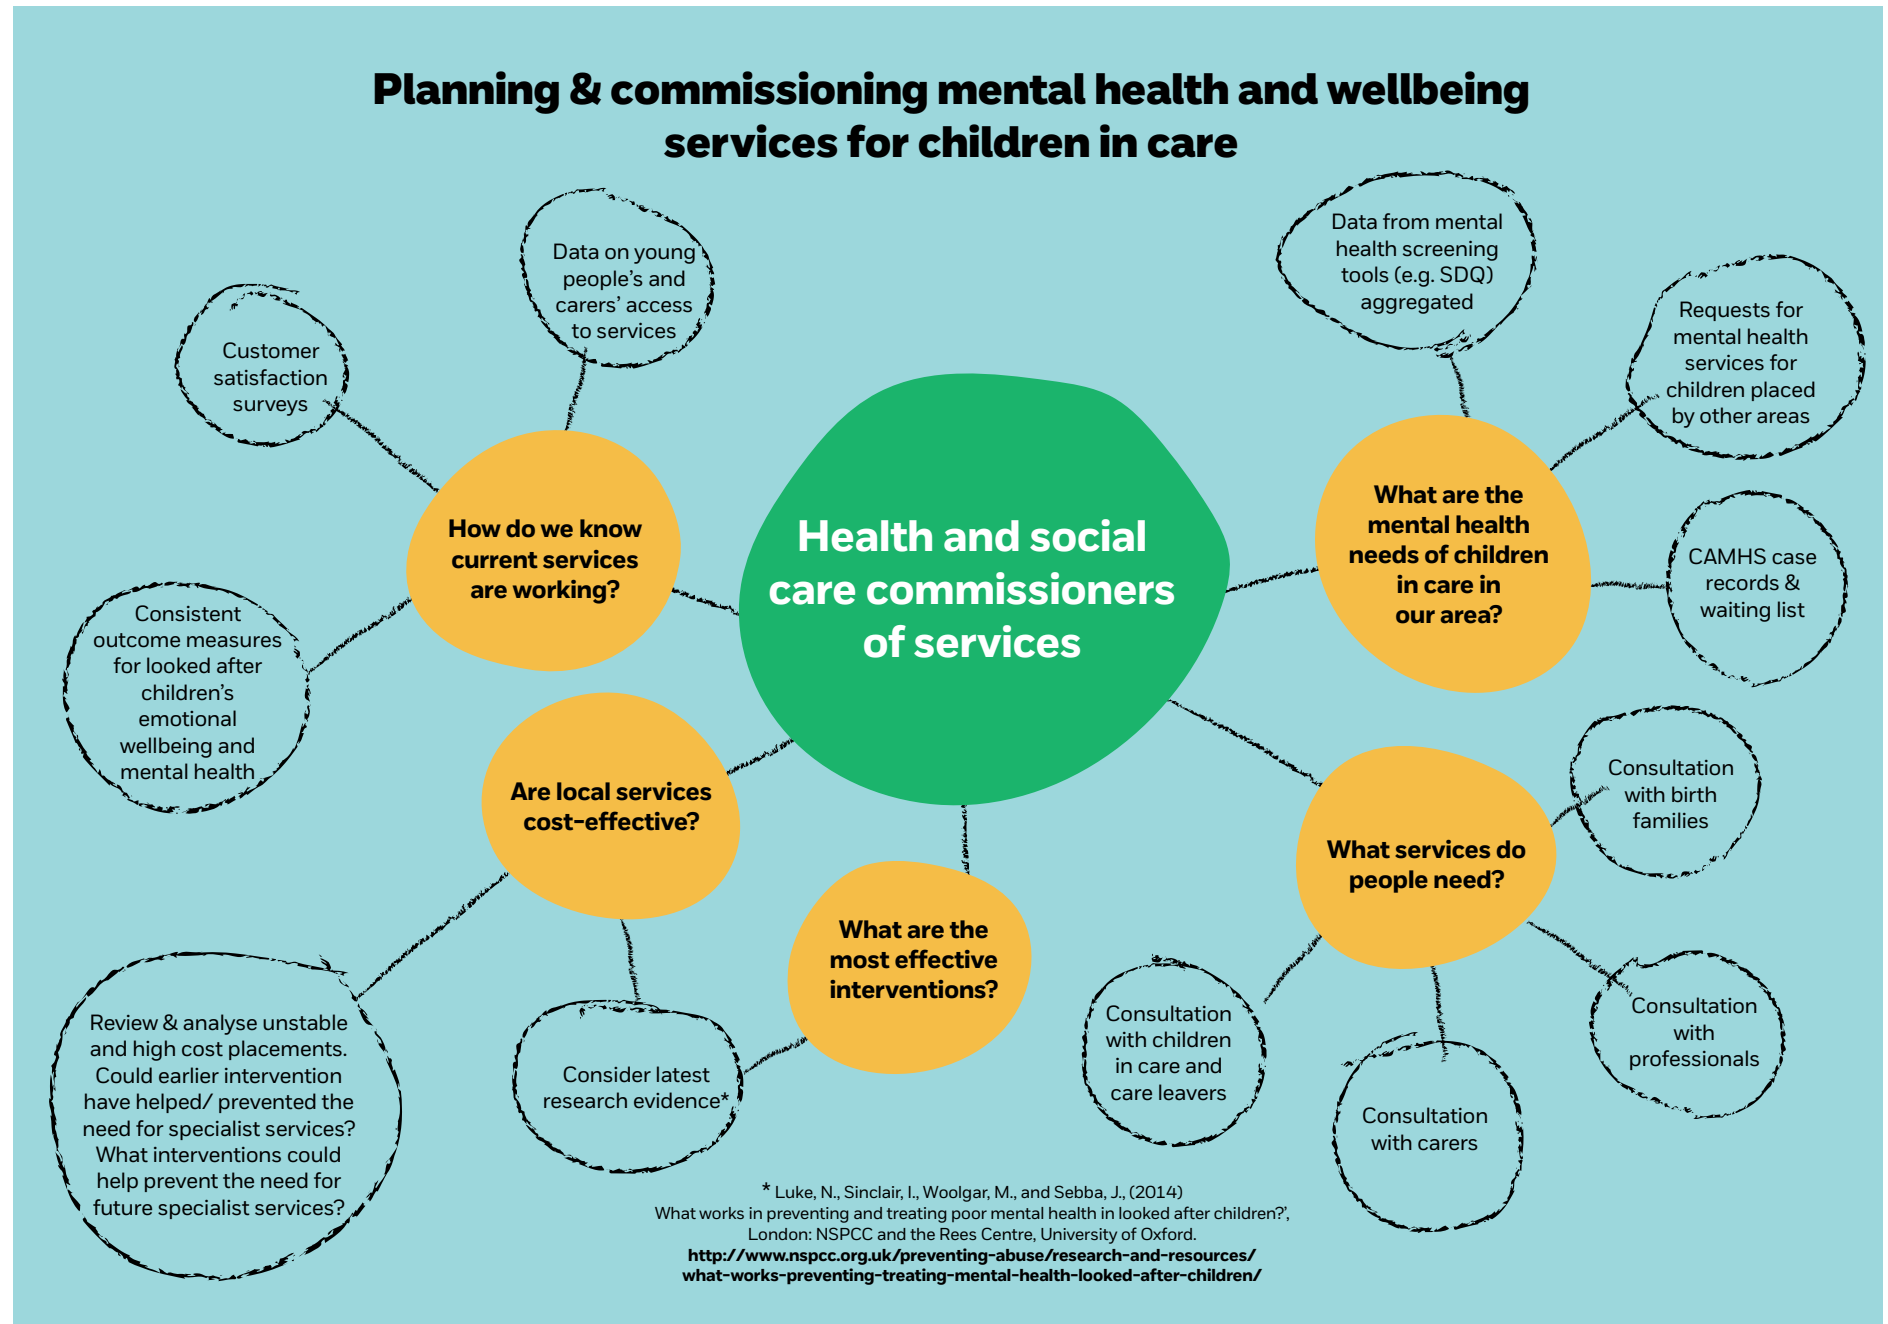 Planning & commissioning mental health and wellbeing
services for children in care
Data on young
people's and
carers' access
to services
Customer
satisfaction
surveys
How do we know
current services
are working?
Consistent
outcome measures
for looked after
children's
emotional
wellbeing and
mental health
Health and social
care commissioners
of services
Data from mental
health screening
tools (e.g. SDQ)
aggregated
Requests for
mental health
services for
children placed
by other areas
What are the
mental health
needs of children
in care in
our area?
CAMHS case
records &
waiting list
Are local services
cost-effective?
Review & analyse unstable
and high cost placements.
Could earlier intervention
have helped/ prevented the
need for specialist services?
What interventions could
help prevent the need for
future specialist services?
Consider latest
research evidence*
What are the
most effective
interventions?
What services do
people need?
Consultation
with birth
families
Consultation
with
professionals
Consultation
with carers
Consultation
with children
in care and
care leavers
* Luke, N., Sinclair, I., Woolgar, M., and Sebba, J., (2014)
What works in preventing and treating poor mental health in looked after children?',
London: NSPCC and the Rees Centre, University of Oxford.
http://www.nspcc.org.uk/preventing-abuse/research-and-resources/
what-works-preventing-treating-mental-health-looked-after-children/